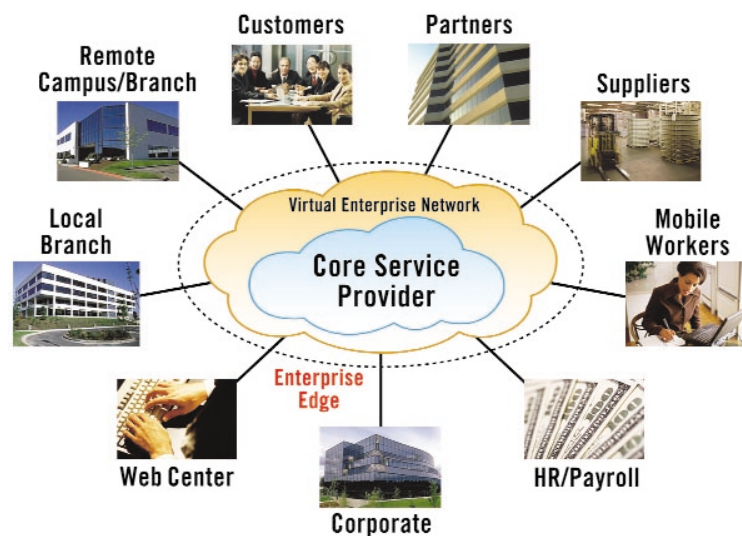 Customers
Partners
Remote
Campus/Branch
Suppliers
Virtual Enterprise Network
Local
Branch
Core Service
Provider
Mobile
Workers
Enterprise
Edge
Web Center
HR/Payroll
Corporate